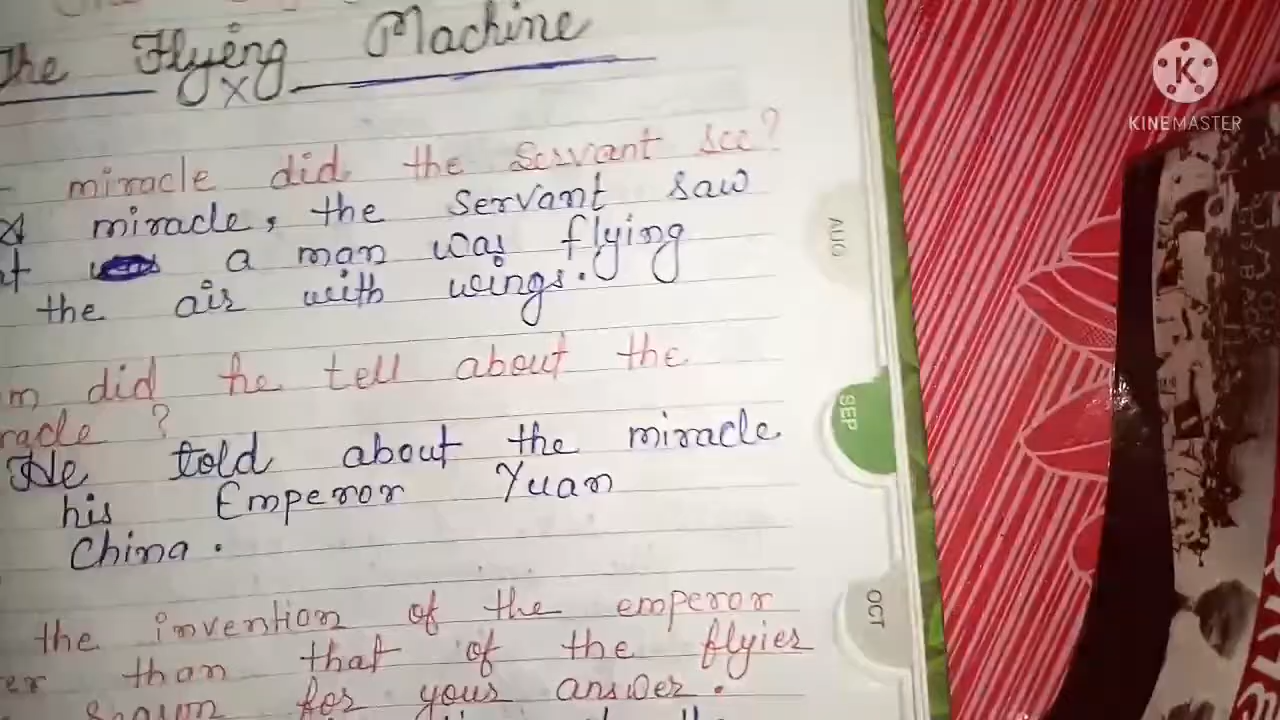 The Flying Machine
x
miracle did the servant see?
miracle, the servant saw
a man was flying
the air with wings.
did he tell about the
?
He told about the miracle
his Emperor Yuan
China.
the invention of the emperor
than that of the flyies
for your answer.
AUG
SEP
OCT
K
KINEMASTER